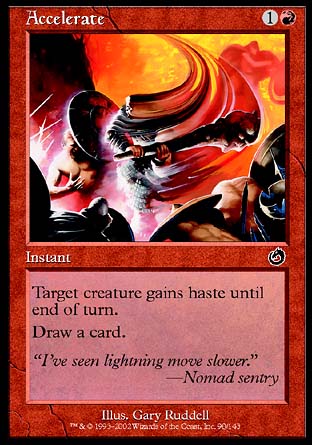 Accelerate 1
Instant
Target creature gains haste until
end of turn.
Draw a card.
"I've seen lightning move slower."
—Nomad sentry
Illus. Gary Ruddell
™ & © 1993–2002 Wizards of the Coast, Inc. 90/143